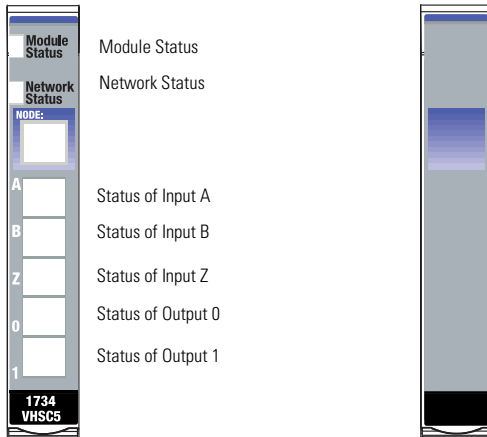 Module
Status
Module Status
Network
Status
Network Status
NODE:
A
Status of Input A
B
Status of Input B
Z
Status of Input Z
0
Status of Output 0
1
Status of Output 1
1734
VHSC5